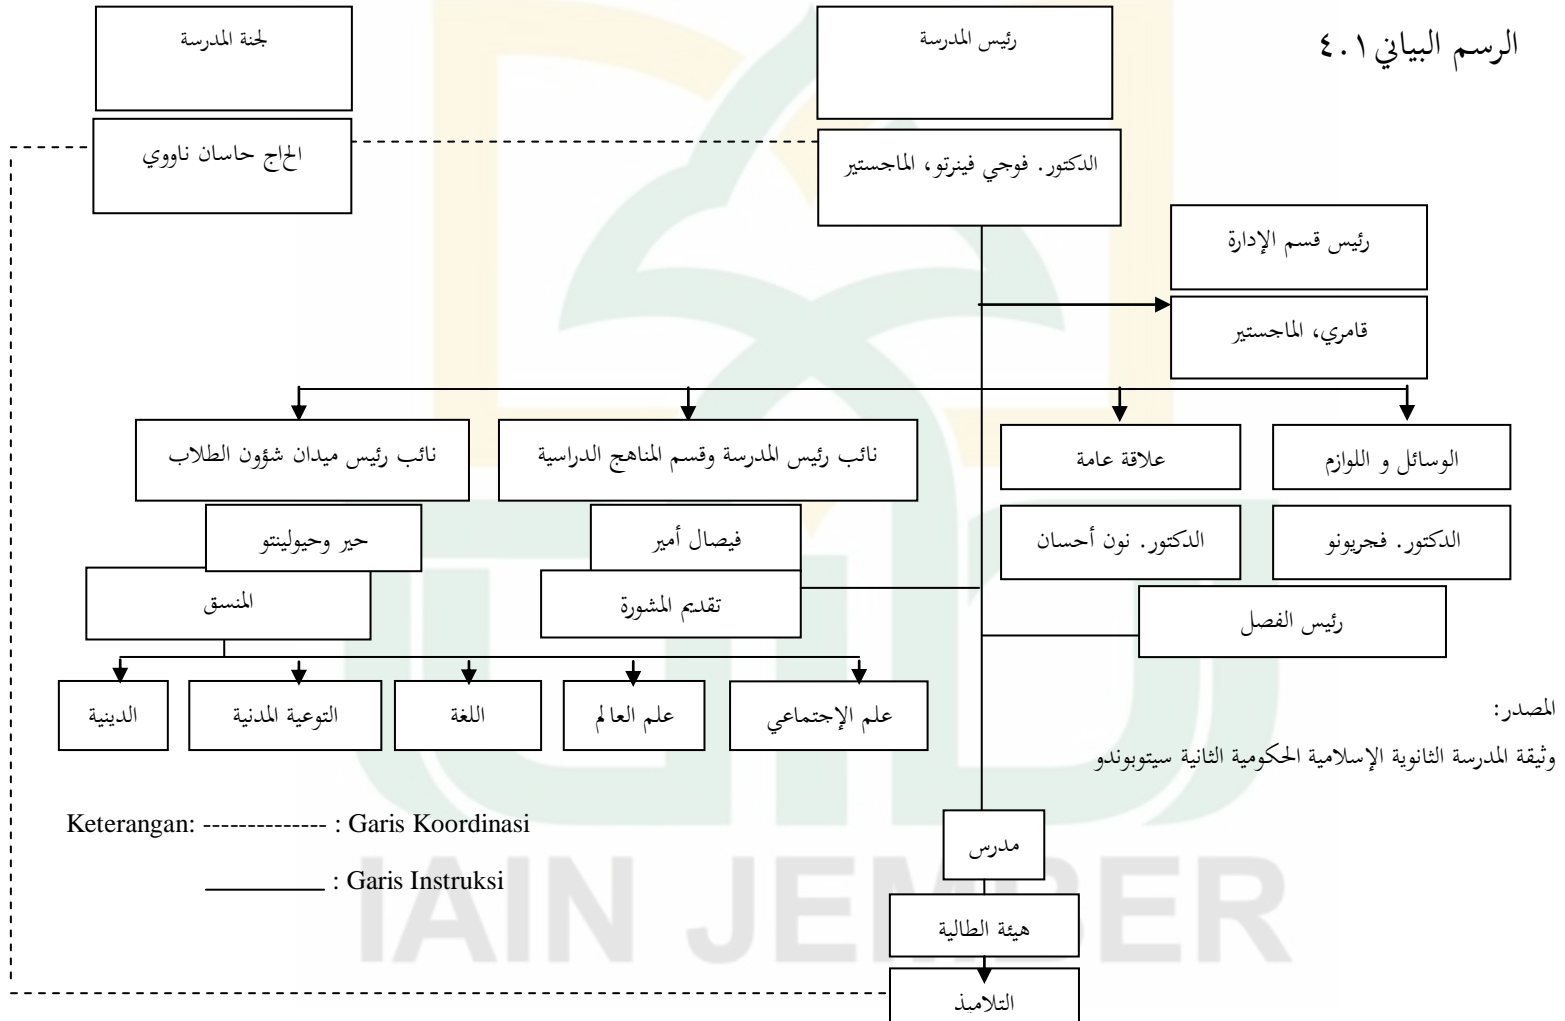 الرسم البياني ٤.١
رئيس المدرسة
لجنة المدرسة
الدكتور. فوجي فينرتو، الماجستير
الحاج حاسان ناووي
رئيس قسم الإدارة
قامري، الماجستير
الوسائل و اللوازم
علاقة عامة
نائب رئيس المدرسة وقسم المناهج الدراسية
نائب رئيس ميدان شؤون الطلاب
الدكتور. فجريونو
الدكتور. نون أحسان
فيصال أمير
حير وحيولينتو
تقديم المشورة
المنسق
رئيس الفصل
علم الإجتماعي
علم العالم
اللغة
التوعية المدنية
الدينية
المصدر:
وثيقة المدرسة الثانوية الإسلامية الحكومية الثانية سيتوبوندو
Keterangan: -------------- : Garis Koordinasi
__________ : Garis Instruksi
مدرس
هيئة الطالية
التلاميذ
IAIN JEMBER